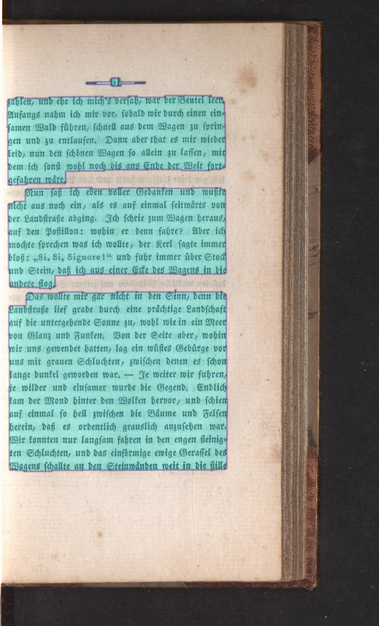 61
zahlen, und ehe ich mich's versah, war der Beutel leer.
Anfangs nahm ich mir vor, sobald wir durch einen ein-
samen Wald führen, schnell aus dem Wagen zu sprin-
gen und zu entlaufen. Dann aber that es mir wieder
leid, nun den schönen Wagen so allein zu lassen, mit
dem ich sonst wohl noch bis ans Ende der Welt fort-
gefahren wäre.
Nun saß ich eben voller Gedanken und wußte
nicht aus noch ein, als es auf einmal seitwärts von
der Landstraße abging. Ich schrie zum Wagen heraus,
auf den Postillon: wohin er denn fahre? Aber ich
mochte sprechen was ich wollte, der Kerl sagte immer
bloß: „Si, Si, Signore!“ und fuhr immer über Stock
und Stein, daß ich aus einer Ecke des Wagens in die
andere flog.
Das wollte mir gar nicht in den Sinn, denn die
Landstraße lief grade durch eine prächtige Landschaft
auf die untergehende Sonne zu, wohl wie in ein Meer
von Glanz und Funken. Von der Seite aber, wohin
wir uns gewendet hatten, lag ein wüstes Gebürge vor
uns mit grauen Schluchten, zwischen denen es schon
lange dunkel geworden war. — Je weiter wir fuhren,
je wilder und einsamer wurde die Gegend. Endlich
kam der Mond hinter den Wolken hervor, und schien
auf einmal so hell zwischen die Bäume und Felsen
herein, daß es ordentlich grauslich anzusehen war.
Wir konnten nur langsam fahren in den engen steinig-
ten Schluchten, und das einförmige ewige Gerassel des
Wagens schallte an den Steinwänden weit in die stille